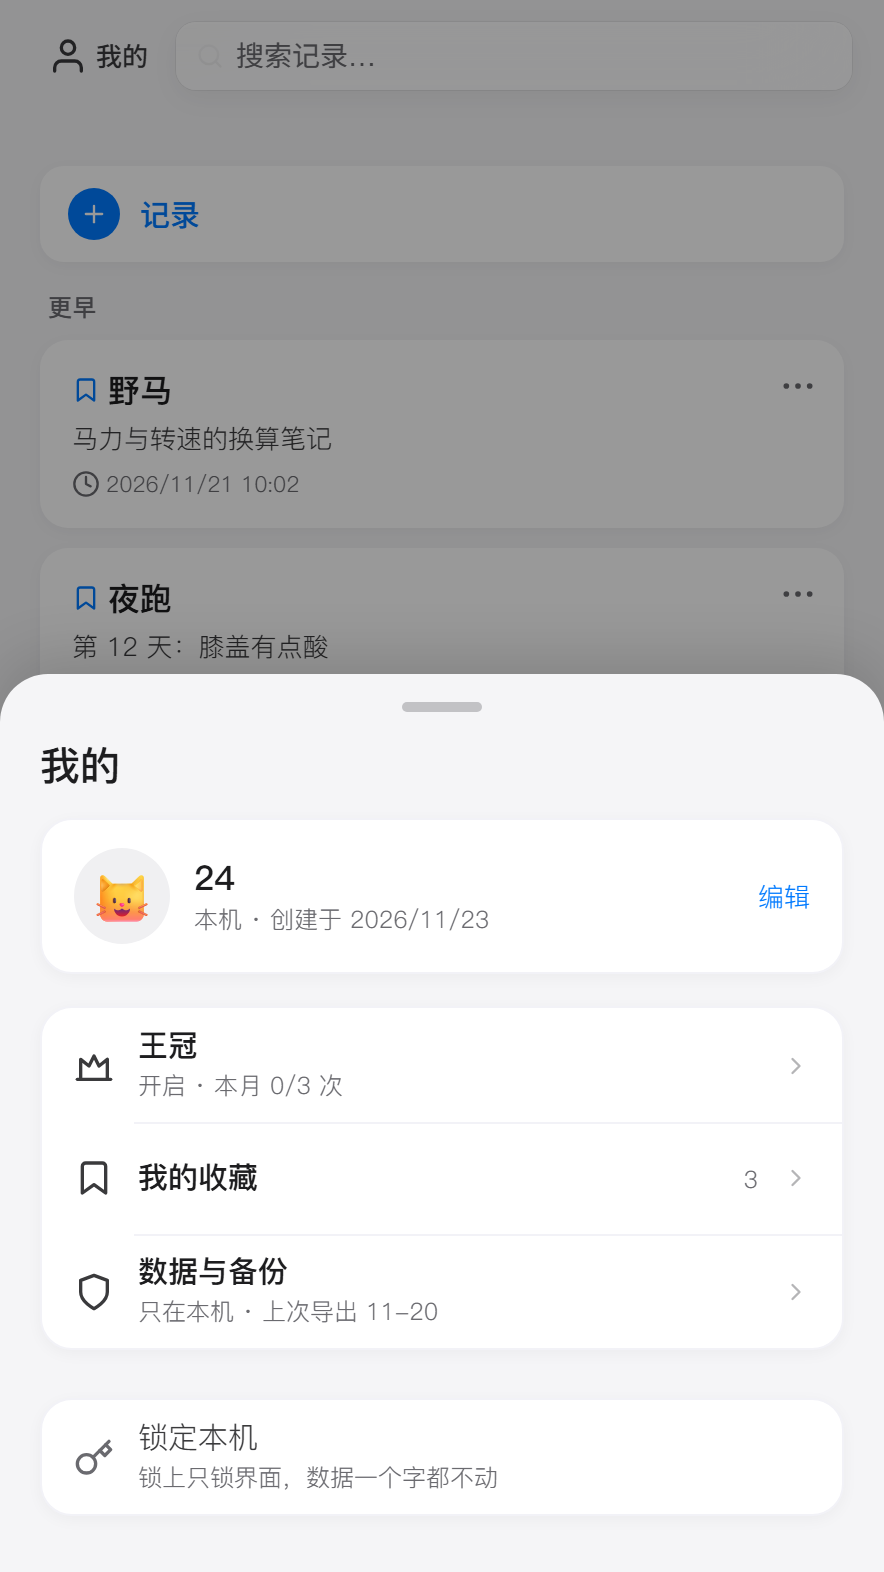 我的
搜索记录...
记录
更早
野马
马力与转速的换算笔记
2026/11/21 10:02
夜跑
第 12 天：膝盖有点酸
我的
24
本机 · 创建于 2026/11/23
编辑
王冠
开启 · 本月 0/3 次
我的收藏
3
数据与备份
只在本机 · 上次导出 11-20
锁定本机
锁上只锁界面，数据一个字都不动